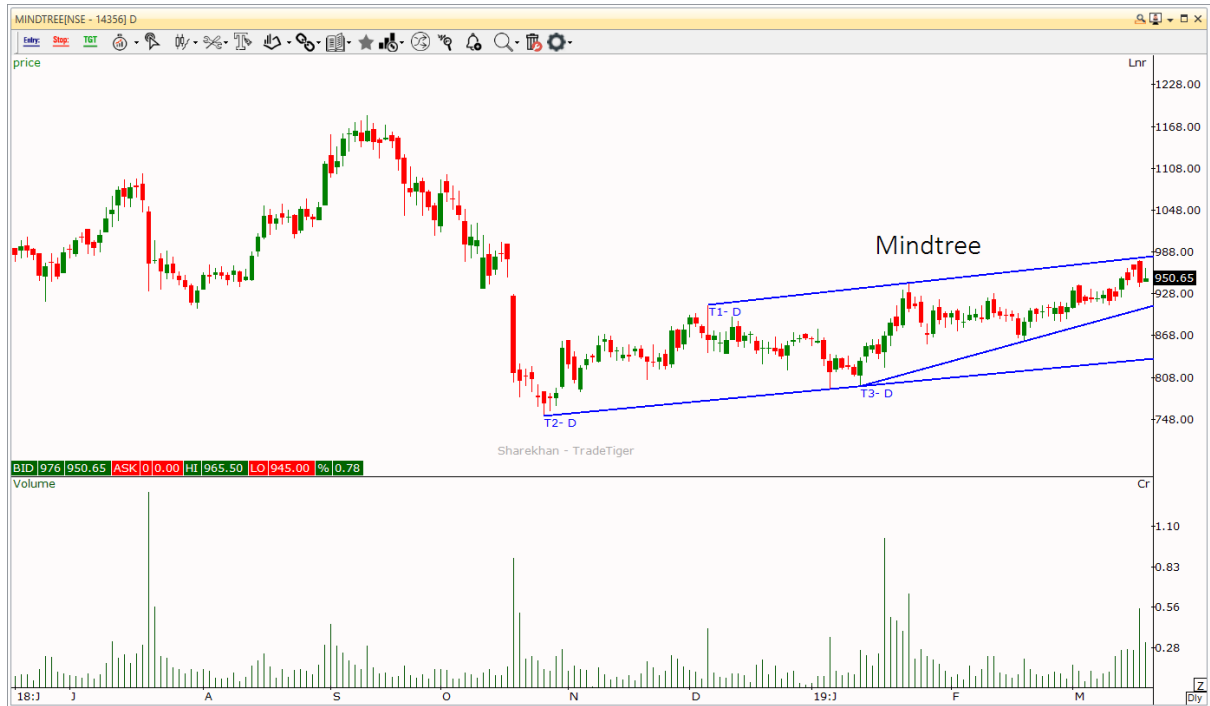 MINDTREE[NSE - 14356] D
Entry: Stop: TGT
price
Lnr
1228.00
1168.00
1108.00
1048.00
Mindtree
988.00
950.65
928.00
T1- D
868.00
808.00
T3- D
T2- D
748.00
Sharekhan - TradeTiger
BID 976 950.65 ASK 0 0.00 HI 965.50 LO 945.00 % 0.78
Volume
Cr
1.10
0.83
0.56
0.28
Z
18:J J A S O N D 19:J F M
Dly